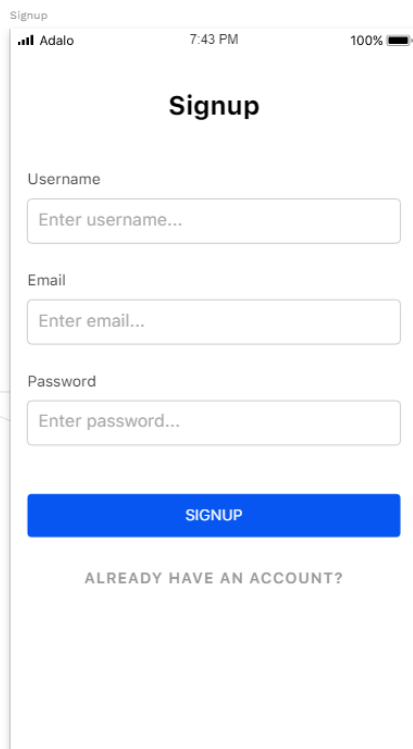 Signup
Adalo 7:43 PM 100%
Signup
Username
Enter username...
Email
Enter email...
Password
Enter password...
SIGNUP
ALREADY HAVE AN ACCOUNT?